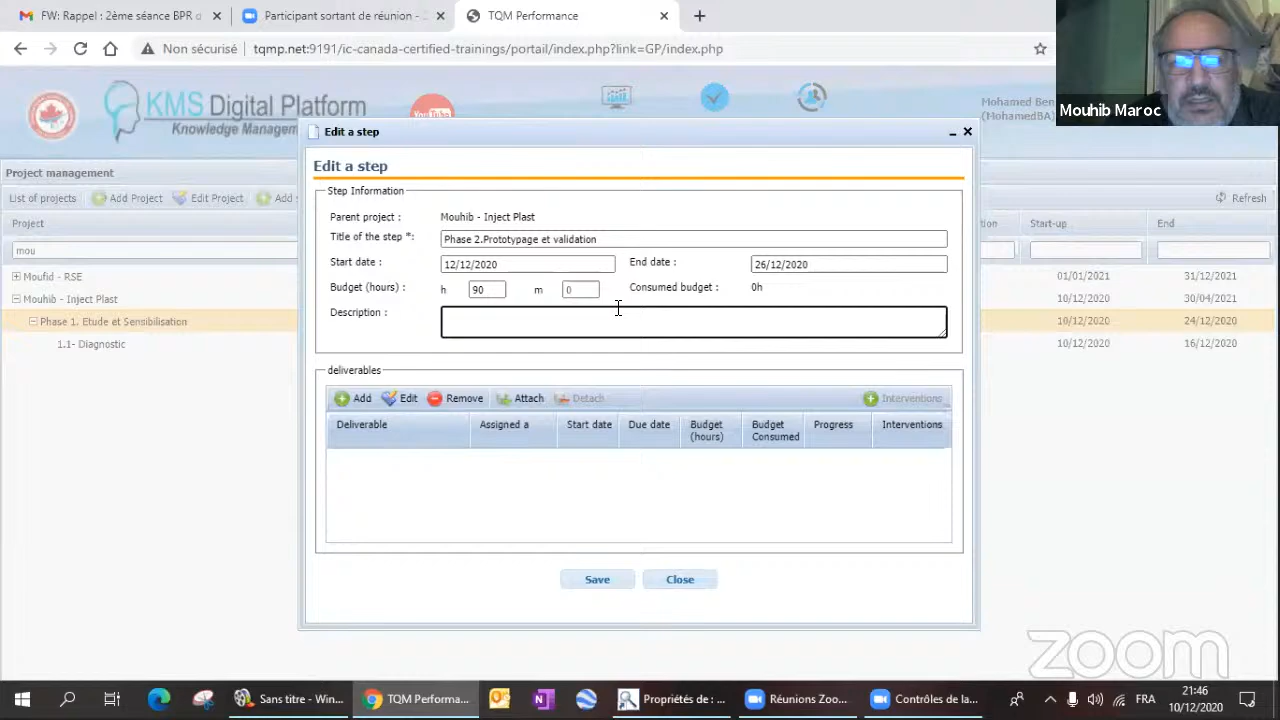 FW: Rappel : 2ème séance BPR d
Participant sortant de réunion - Z
TQM Performance
Non sécurisé
tqmp.net:9191/ic-canada-certified-trainings/portail/index.php?link=GP/index.php
KMS Digital Platform
Knowledge Managem
YouTube
Mohamed Ben
(MohamedBA)
Mouhib Maroc
Edit a step
Project management
List of projects
Add Project
Edit Project
Add s
Refresh
Project
tion
Start-up
End
mou
Moufid - RSE
01/01/2021
31/12/2021
Mouhib - Inject Plast
10/12/2020
30/04/2021
Phase 1. Etude et Sensibilisation
10/12/2020
24/12/2020
1.1- Diagnostic
10/12/2020
16/12/2020
Edit a step
Step Information
Parent project :
Mouhib - Inject Plast
Title of the step *:
Phase 2.Prototypage et validation
Start date :
12/12/2020
End date :
26/12/2020
Budget (hours) :
h
90
m
0
Consumed budget :
0h
Description :
deliverables
Add
Edit
Remove
Attach
Detach
Interventions
Deliverable
Assigned a
Start date
Due date
Budget
(hours)
Budget
Consumed
Progress
Interventions
Save
Close
zoom
Sans titre - Win...
TQM Performa...
Propriétés de : ...
Réunions Zoo...
Contrôles de la...
FRA
21:46
10/12/2020